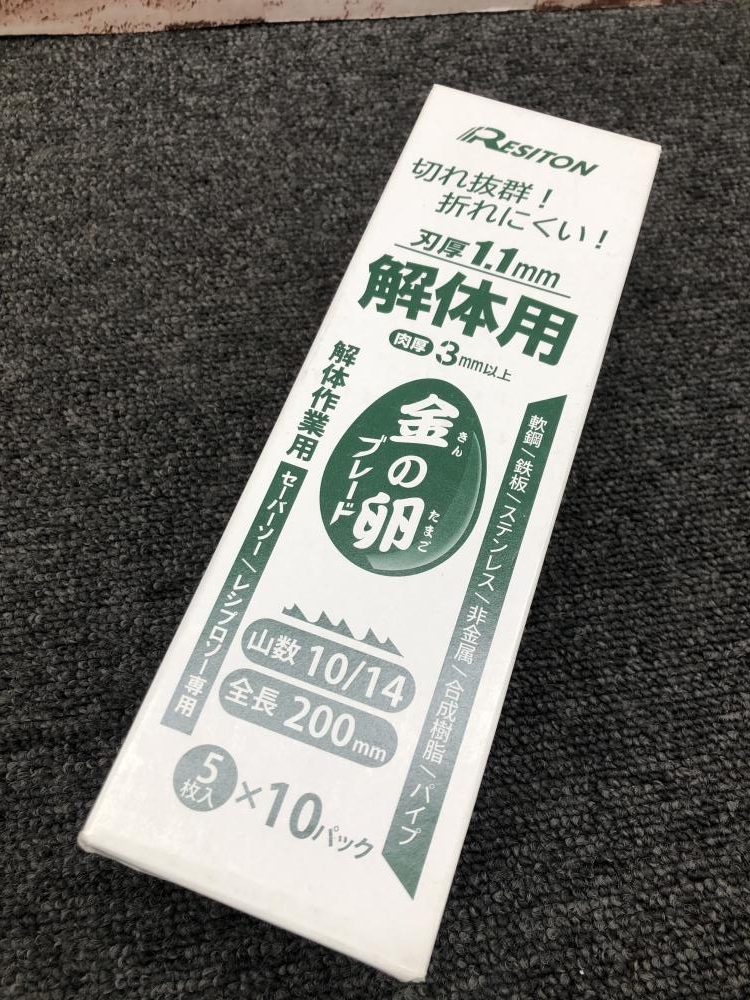 RESITON
切れ抜群！
折れにくい！
刃厚1.1mm
解体用
肉厚 3mm以上
解体作業用
セーバーソー/レシプロソー専用
金の卵
きん
たまご
ブレード
軟鋼/鉄板/ステンレス/非金属/合成樹脂/パイプ
山数 10/14
全長 200mm
5枚入×10パック